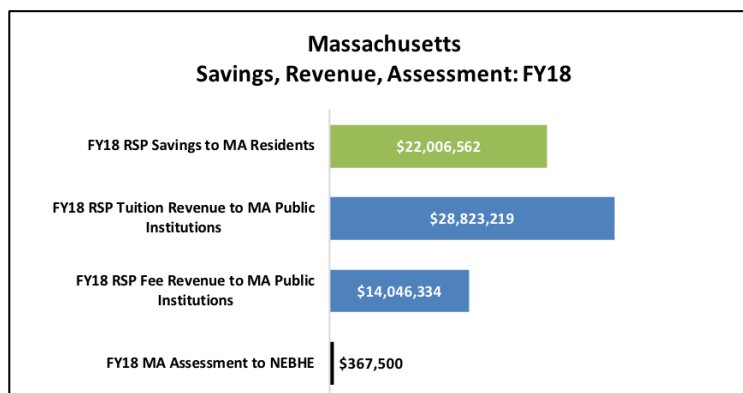 Massachusetts
Savings, Revenue, Assessment: FY18
FY18 RSP Savings to MA Residents
$22,006,562
FY18 RSP Tuition Revenue to MA Public
Institutions
$28,823,219
FY18 RSP Fee Revenue to MA Public
Institutions
$14,046,334
FY18 MA Assessment to NEBHE
$367,500